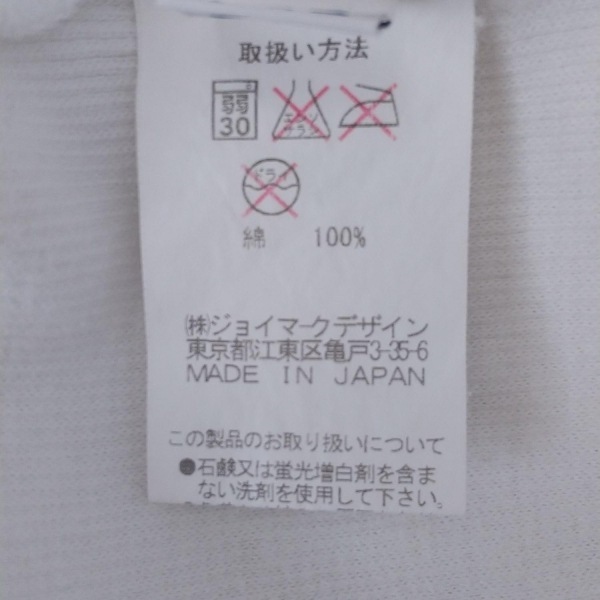 取扱い方法
弱
30
エンソ
サラシ
ドライ
綿 100%
㈱ジョイマークデザイン
東京都江東区亀戸3-35-6
MADE IN JAPAN
この製品のお取り扱いについて
●石鹸又は蛍光増白剤を含ま
ない洗剤を使用して下さい。